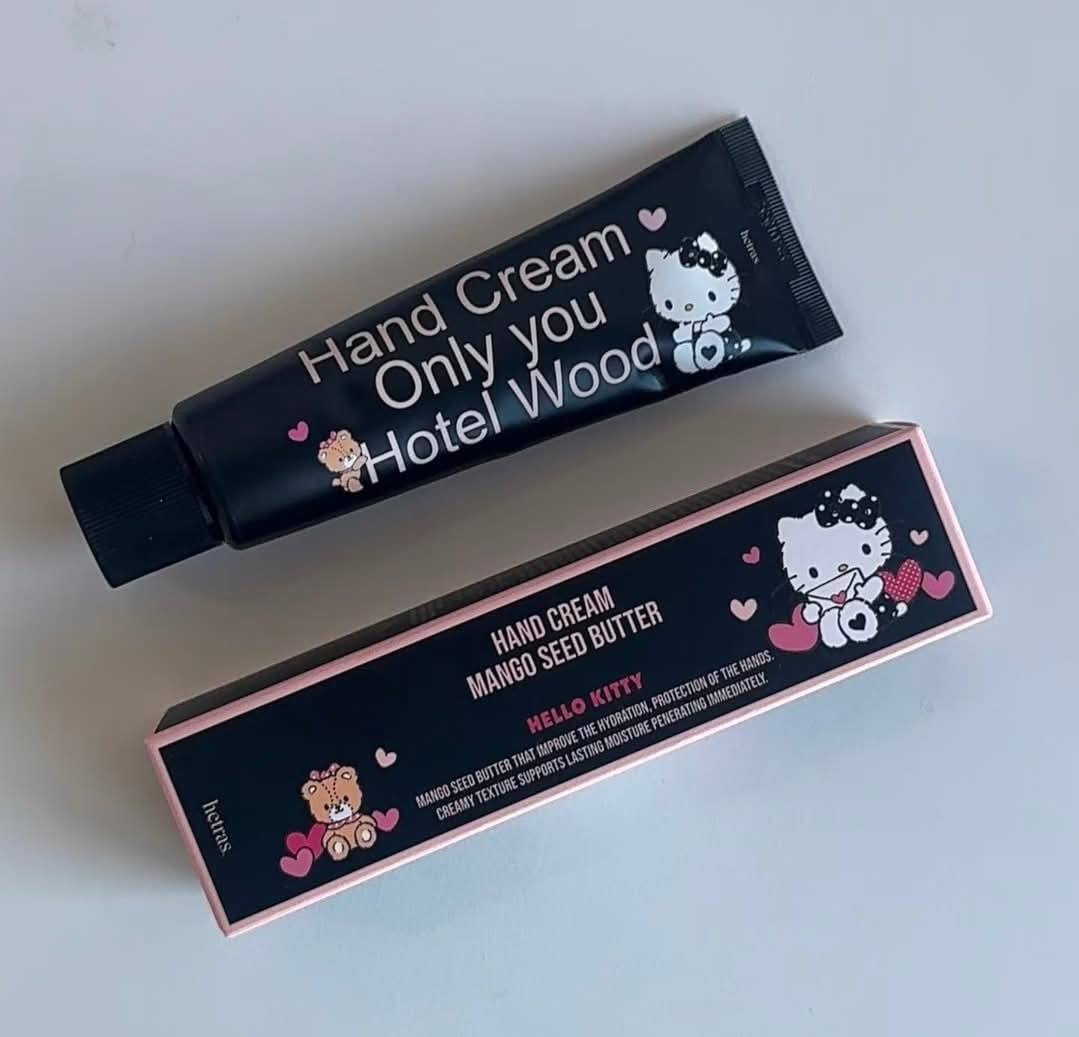 Hand Cream
Only you
Hotel Wood
hetras.
HAND CREAM
MANGO SEED BUTTER
HELLO KITTY
MANGO SEED BUTTER THAT IMPROVE THE HYDRATION, PROTECTION OF THE HANDS.
CREAMY TEXTURE SUPPORTS LASTING MOISTURE PENERATING IMMEDIATELY.
hetras.